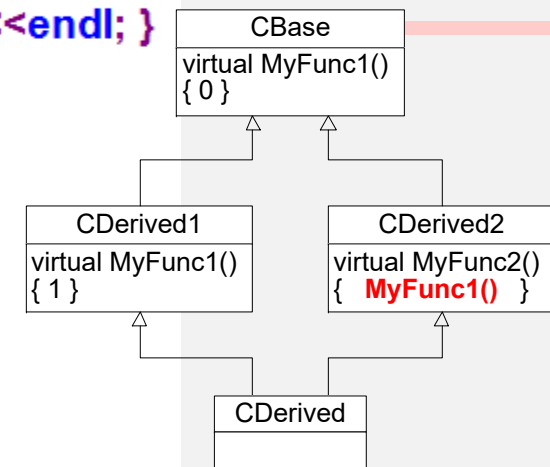 <endl; }
CBase
virtual MyFunc1()
{ 0 }
CDerived1
virtual MyFunc1()
{ 1 }
CDerived2
virtual MyFunc2()
{ MyFunc1() }
CDerived